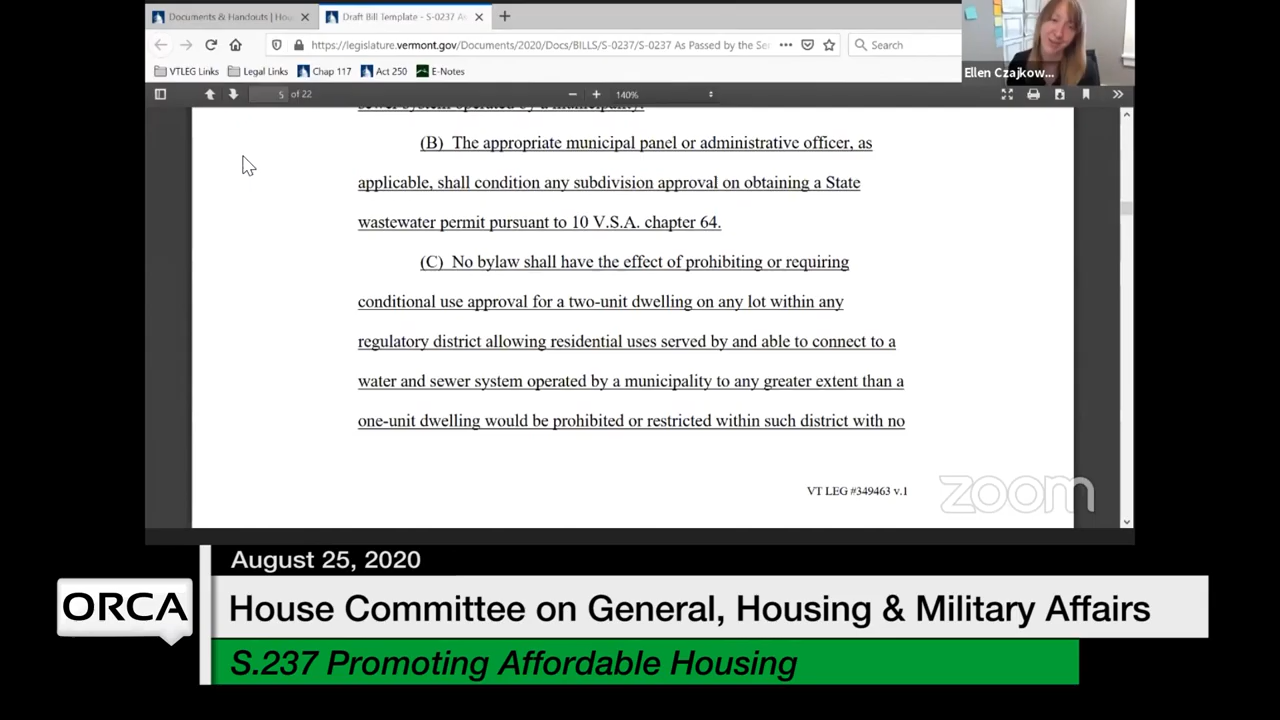 Documents & Handouts | Hou
Draft Bill Template - S-0237 As
https://legislature.vermont.gov/Documents/2020/Docs/BILLS/S-0237/S-0237 As Passed by the Se
Search
VTLEG Links
Legal Links
Chap 117
Act 250
E-Notes
Ellen Czajkow...
5 of 22
140%
sewer system operated by a municipality.
(B) The appropriate municipal panel or administrative officer, as
applicable, shall condition any subdivision approval on obtaining a State
wastewater permit pursuant to 10 V.S.A. chapter 64.
(C) No bylaw shall have the effect of prohibiting or requiring
conditional use approval for a two-unit dwelling on any lot within any
regulatory district allowing residential uses served by and able to connect to a
water and sewer system operated by a municipality to any greater extent than a
one-unit dwelling would be prohibited or restricted within such district with no
VT LEG #349463 v.1
zoom
August 25, 2020
ORCA
House Committee on General, Housing & Military Affairs
S.237 Promoting Affordable Housing